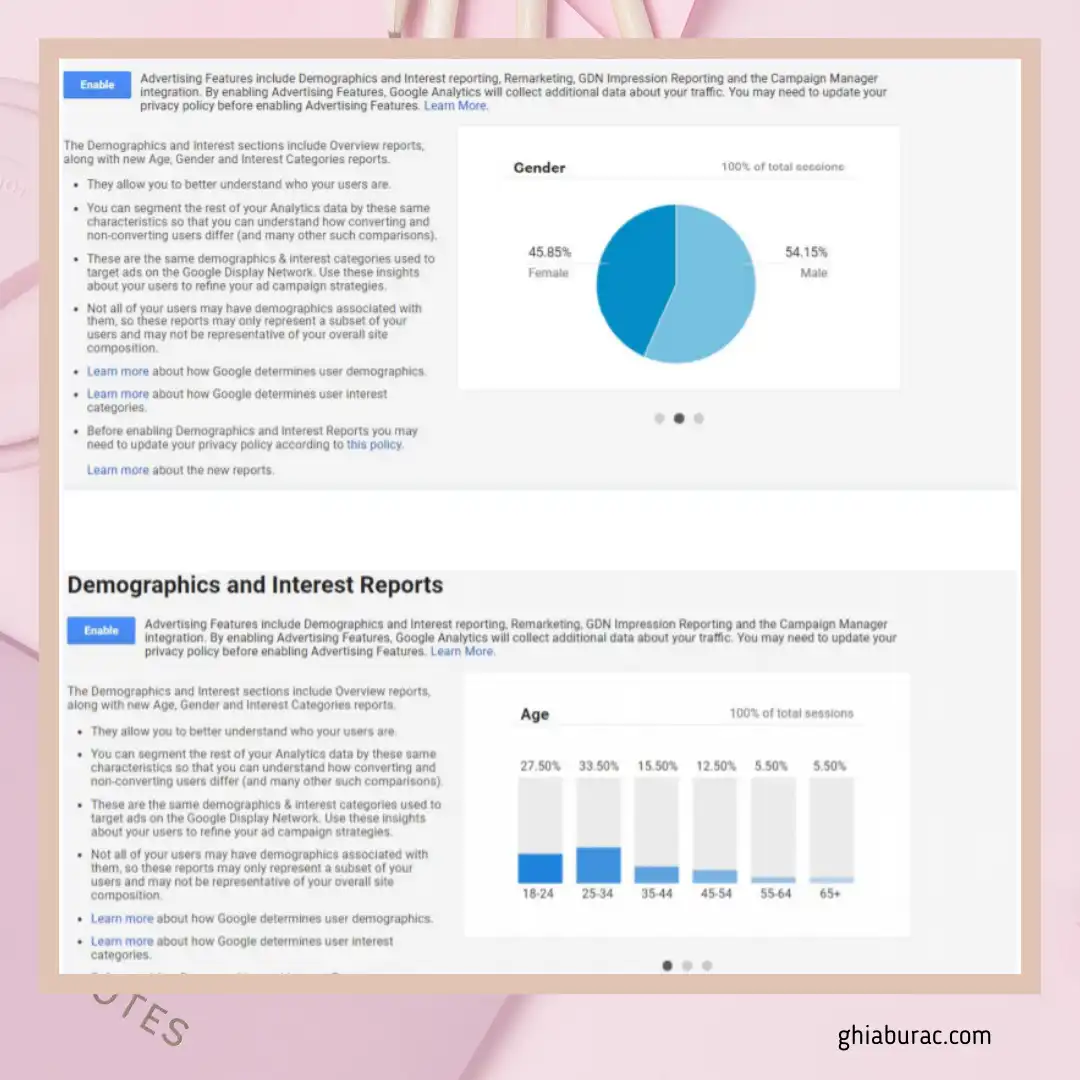 Enable
Advertising Features include Demographics and Interest reporting, Remarketing, GDN Impression Reporting and the Campaign Manager
integration. By enabling Advertising Features, Google Analytics will collect additional data about your traffic. You may need to update your
privacy policy before enabling Advertising Features. Learn More.
The Demographics and Interest sections include Overview reports,
along with new Age, Gender and Interest Categories reports.
• They allow you to better understand who your users are.
• You can segment the rest of your Analytics data by these same
characteristics so that you can understand how converting and
non-converting users differ (and many other such comparisons).
• These are the same demographics & interest categories used to
target ads on the Google Display Network. Use these insights
about your users to refine your ad campaign strategies.
• Not all of your users may have demographics associated with
them, so these reports may only represent a subset of your
users and may not be representative of your overall site
composition.
• Learn more about how Google determines user demographics.
• Learn more about how Google determines user interest
categories.
• Before enabling Demographics and Interest Reports you may
need to update your privacy policy according to this policy.
Learn more about the new reports.
Gender
100% of total sessions
45.85%
Female
54.15%
Male
Demographics and Interest Reports
Enable
Advertising Features include Demographics and Interest reporting, Remarketing, GDN Impression Reporting and the Campaign Manager
integration. By enabling Advertising Features, Google Analytics will collect additional data about your traffic. You may need to update your
privacy policy before enabling Advertising Features. Learn More.
The Demographics and Interest sections include Overview reports,
along with new Age, Gender and Interest Categories reports.
• They allow you to better understand who your users are.
• You can segment the rest of your Analytics data by these same
characteristics so that you can understand how converting and
non-converting users differ (and many other such comparisons).
• These are the same demographics & interest categories used to
target ads on the Google Display Network. Use these insights
about your users to refine your ad campaign strategies.
• Not all of your users may have demographics associated with
them, so these reports may only represent a subset of your
users and may not be representative of your overall site
composition.
• Learn more about how Google determines user demographics.
• Learn more about how Google determines user interest
categories.
Age
100% of total sessions
27.50% 33.50% 15.50% 12.50% 5.50% 5.50%
18-24 25-34 35-44 45-54 55-64 65+
OTES
ghiaburac.com